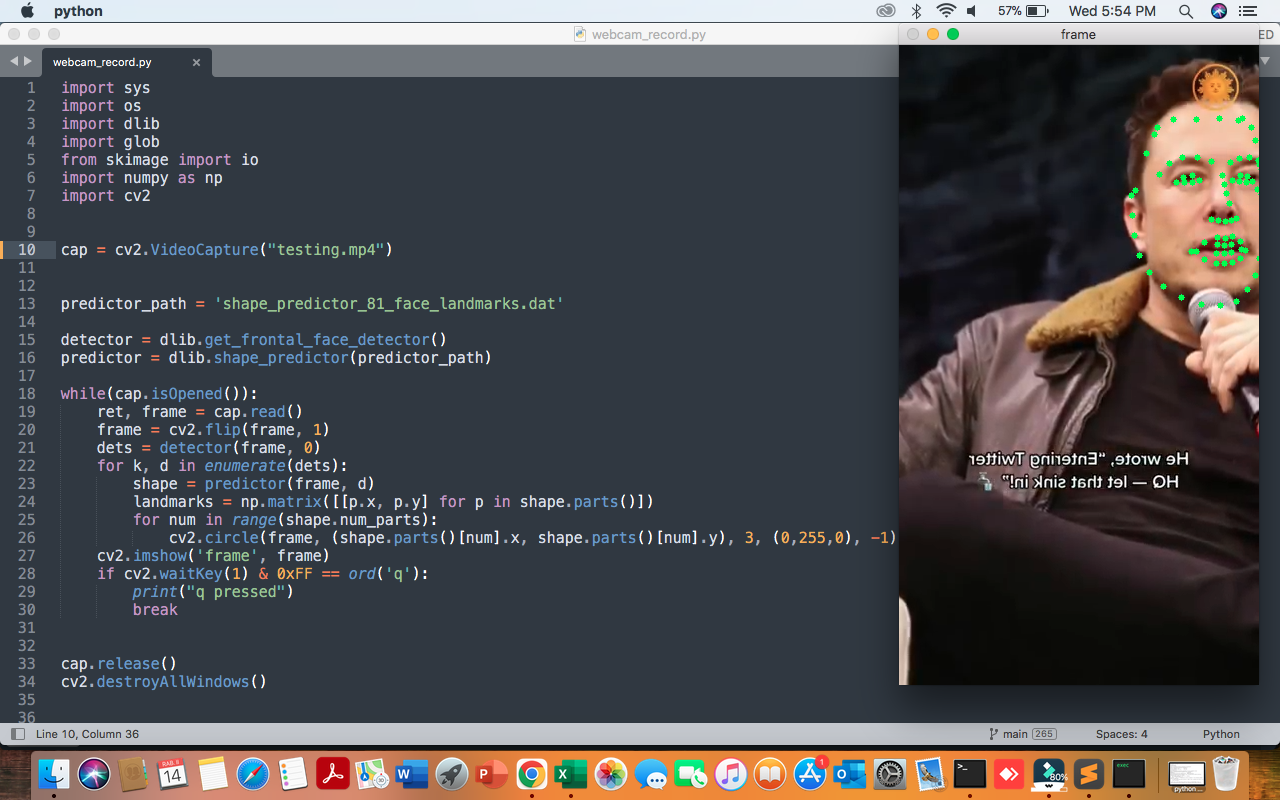 python
57%
Wed 5:54 PM
webcam_record.py
frame
ED
webcam_record.py
×
1 import sys
2 import os
3 import dlib
4 import glob
5 from skimage import io
6 import numpy as np
7 import cv2
8
9
10 cap = cv2.VideoCapture("testing.mp4")
11
12
13 predictor_path = 'shape_predictor_81_face_landmarks.dat'
14
15 detector = dlib.get_frontal_face_detector()
16 predictor = dlib.shape_predictor(predictor_path)
17
18 while(cap.isOpened()):
19     ret, frame = cap.read()
20     frame = cv2.flip(frame, 1)
21     dets = detector(frame, 0)
22     for k, d in enumerate(dets):
23         shape = predictor(frame, d)
24         landmarks = np.matrix([[p.x, p.y] for p in shape.parts()])
25         for num in range(shape.num_parts):
26             cv2.circle(frame, (shape.parts()[num].x, shape.parts()[num].y), 3, (0,255,0), -1)
27     cv2.imshow('frame', frame)
28     if cv2.waitKey(1) & 0xFF == ord('q'):
29         print("q pressed")
30         break
31
32
33 cap.release()
34 cv2.destroyAllWindows()
35
36
He wrote, “Entering Twitter
HQ — let that sink in!”
Line 10, Column 36
main 265
Spaces: 4
Python
RAB. II
14
W
P
X
1
O
>_
80%
exec
python ...